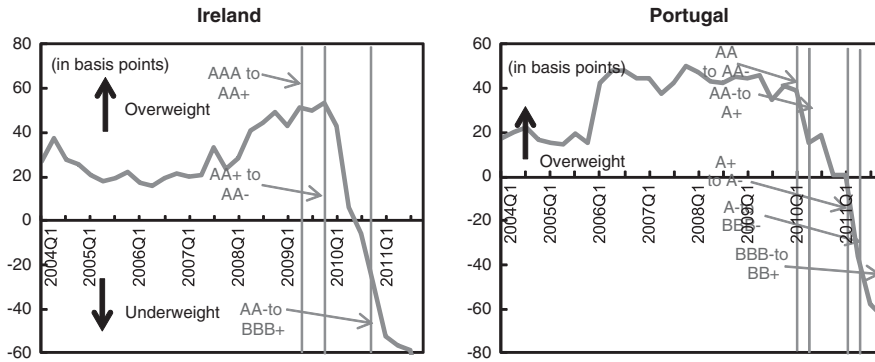 Ireland
80
60
40
20
0
-20
-40
-60
(in basis points)
Overweight
Underweight
AAA to
AA+
AA+ to
AA-
AA-to
BBB+
2004Q1
2005Q1
2006Q1
2007Q1
2008Q1
2009Q1
2010Q1
2011Q1
Portugal
60
40
20
0
-20
-40
-60
-80
(in basis points)
Overweight
AA
to AA-
AA-to
A+
A+
to A-
A-
BBB-
BBB-to
BB+
2004Q1
2005Q1
2006Q1
2007Q1
2008Q1
2009Q1
2010Q1
2011Q1